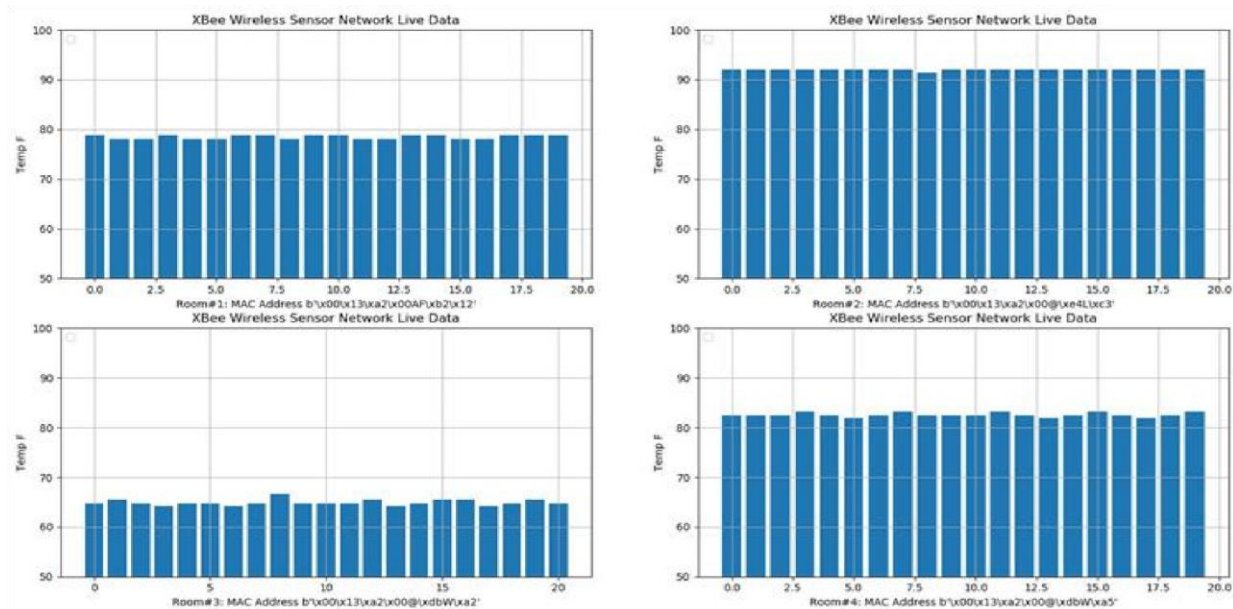 XBee Wireless Sensor Network Live Data
100
90
80
70
60
50
Temp F
0.0 2.5 5.0 7.5 10.0 12.5 15.0 17.5 20.0
Room#1: MAC Address b'\x00\x13\xa2\x00AF\xb2\x12'
XBee Wireless Sensor Network Live Data
100
90
80
70
60
50
Temp F
0.0 2.5 5.0 7.5 10.0 12.5 15.0 17.5 20.0
Room#2: MAC Address b'\x00\x13\xa2\x00@\xe4L\xc3'
XBee Wireless Sensor Network Live Data
100
90
80
70
60
50
Temp F
0 5 10 15 20
Room#3: MAC Address b'\x00\x13\xa2\x00@\xdbW\xa2'
XBee Wireless Sensor Network Live Data
100
90
80
70
60
50
Temp F
0.0 2.5 5.0 7.5 10.0 12.5 15.0 17.5 20.0
Room#4: MAC Address b'\x00\x13\xa2\x00@\xdbW\xa5'